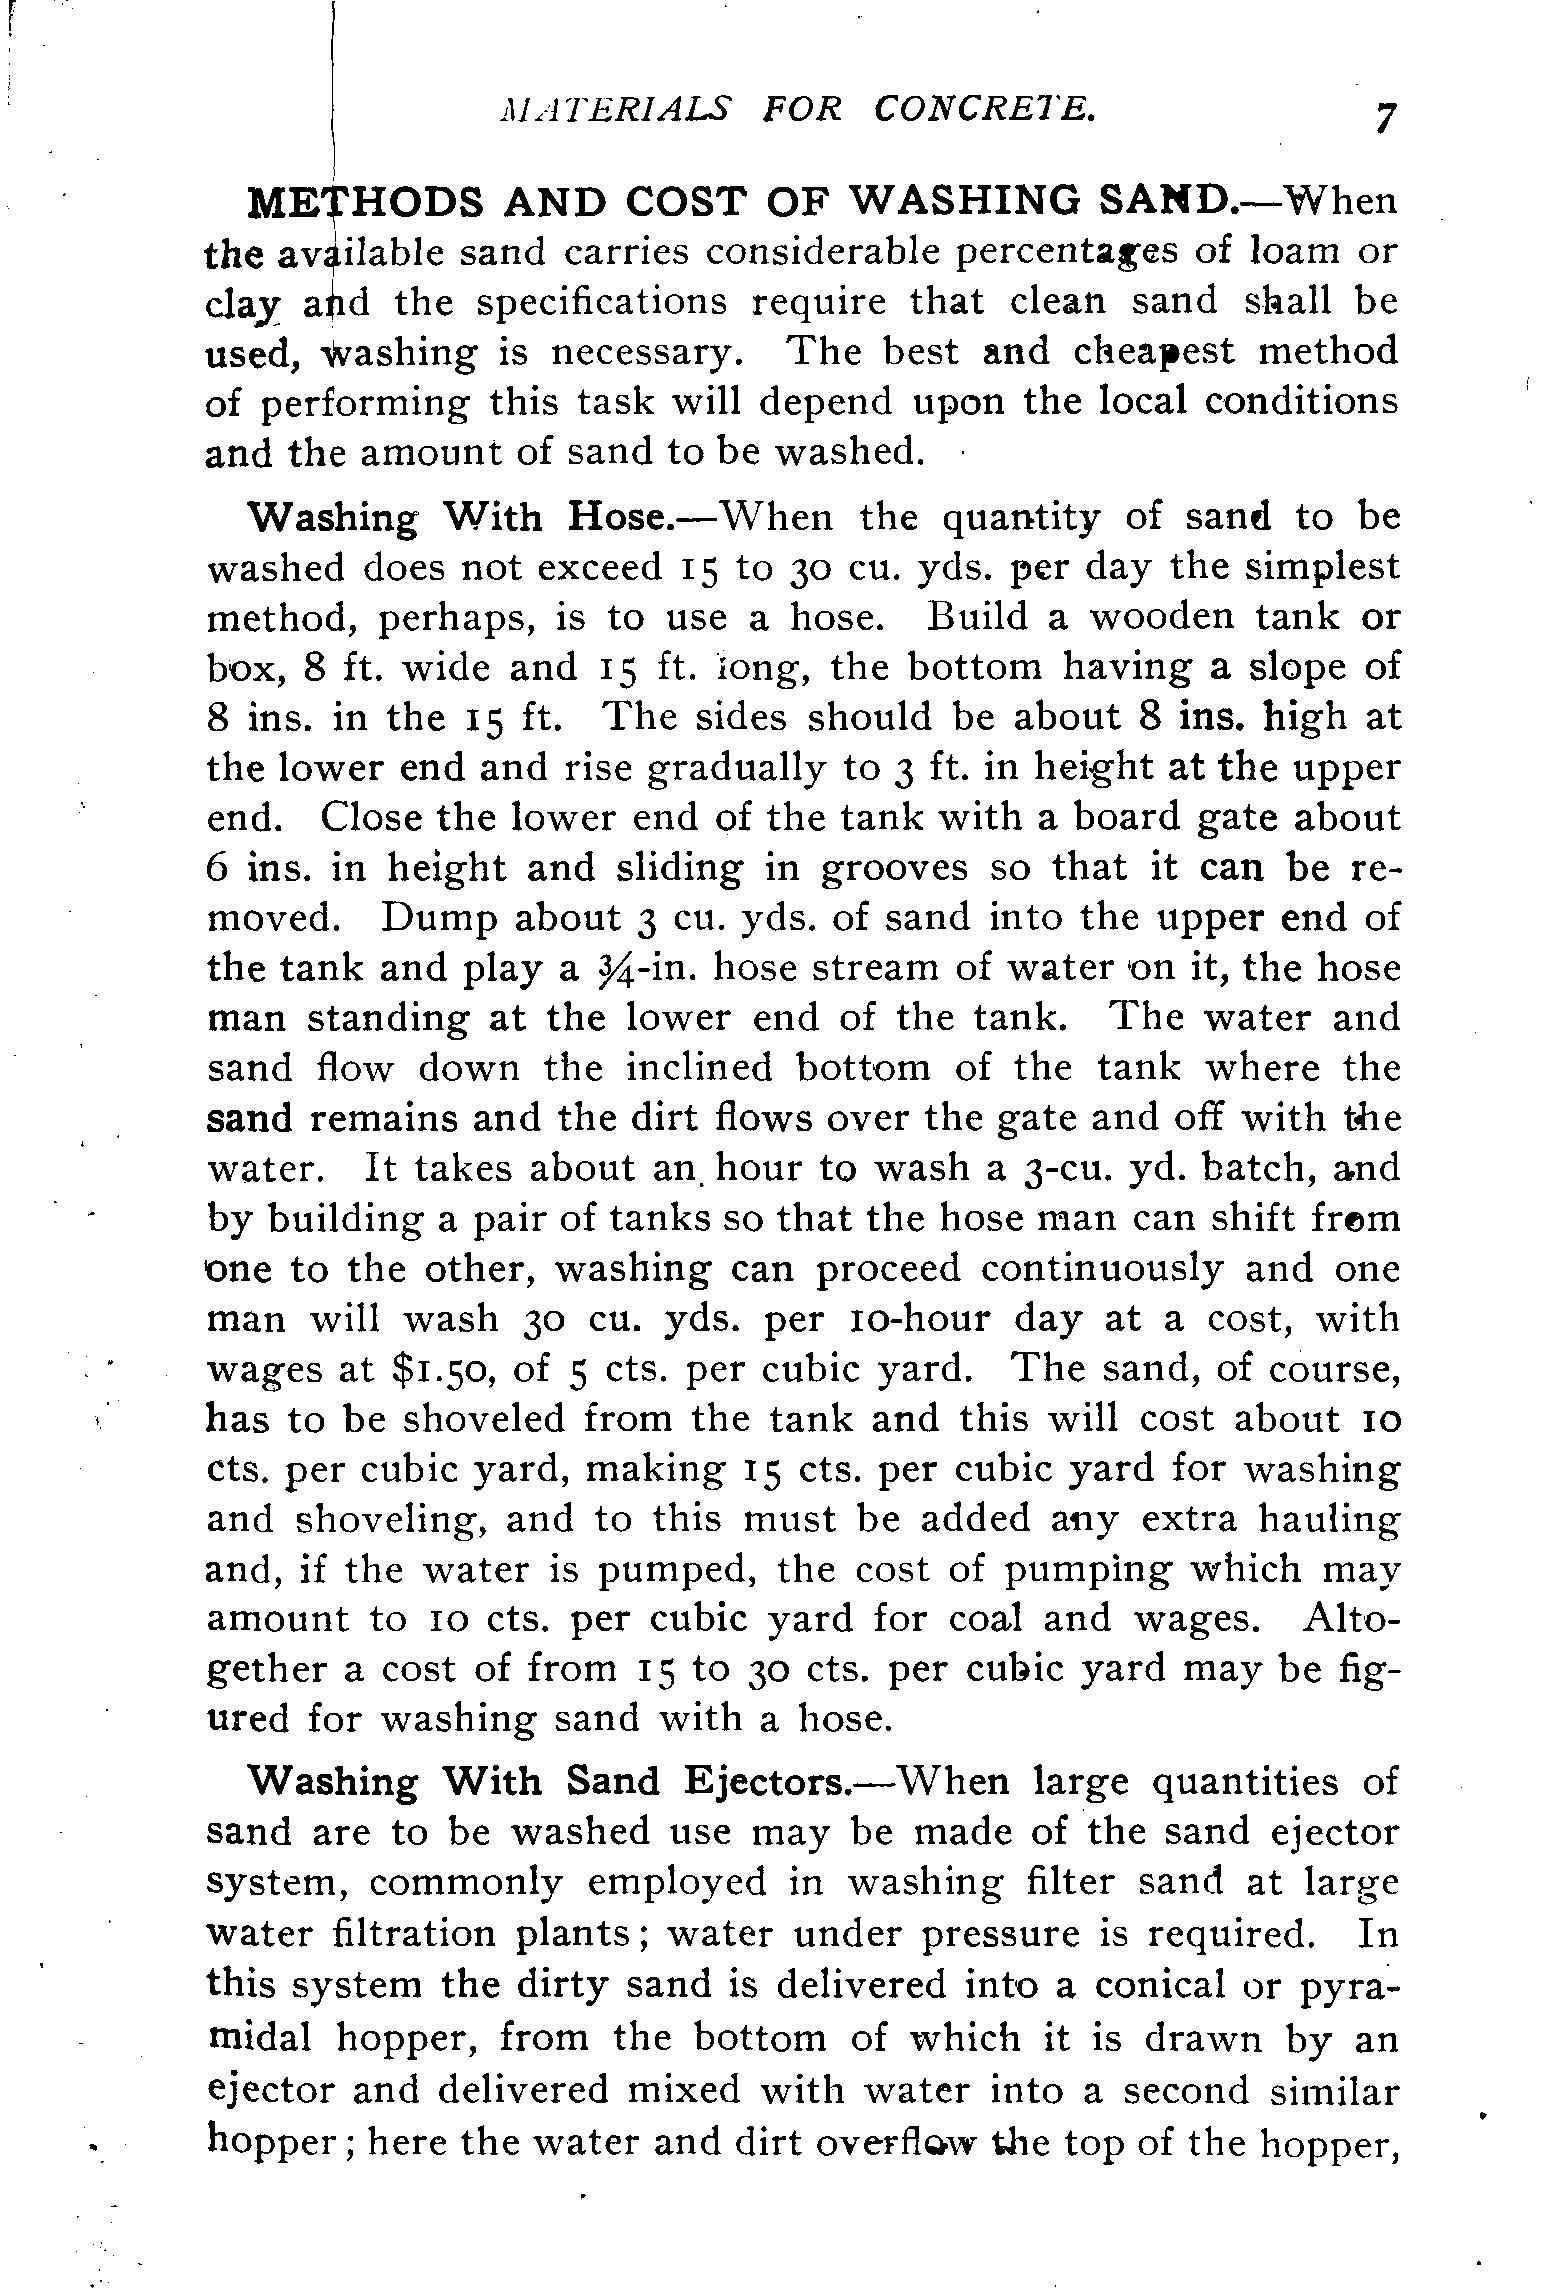 MATERIALS FOR CONCRETE. 7
METHODS AND COST OF WASHING SAND.—When
the available sand carries considerable percentages of loam or
clay and the specifications require that clean sand shall be
used, washing is necessary. The best and cheapest method
of performing this task will depend upon the local conditions
and the amount of sand to be washed.
Washing With Hose.—When the quantity of sand to be
washed does not exceed 15 to 30 cu. yds. per day the simplest
method, perhaps, is to use a hose. Build a wooden tank or
box, 8 ft. wide and 15 ft. long, the bottom having a slope of
8 ins. in the 15 ft. The sides should be about 8 ins. high at
the lower end and rise gradually to 3 ft. in height at the upper
end. Close the lower end of the tank with a board gate about
6 ins. in height and sliding in grooves so that it can be re-
moved. Dump about 3 cu. yds. of sand into the upper end of
the tank and play a ¾-in. hose stream of water on it, the hose
man standing at the lower end of the tank. The water and
sand flow down the inclined bottom of the tank where the
sand remains and the dirt flows over the gate and off with the
water. It takes about an hour to wash a 3-cu. yd. batch, and
by building a pair of tanks so that the hose man can shift from
one to the other, washing can proceed continuously and one
man will wash 30 cu. yds. per 10-hour day at a cost, with
wages at $1.50, of 5 cts. per cubic yard. The sand, of course,
has to be shoveled from the tank and this will cost about 10
cts. per cubic yard, making 15 cts. per cubic yard for washing
and shoveling, and to this must be added any extra hauling
and, if the water is pumped, the cost of pumping which may
amount to 10 cts. per cubic yard for coal and wages. Alto-
gether a cost of from 15 to 30 cts. per cubic yard may be fig-
ured for washing sand with a hose.
Washing With Sand Ejectors.—When large quantities of
sand are to be washed use may be made of the sand ejector
system, commonly employed in washing filter sand at large
water filtration plants; water under pressure is required. In
this system the dirty sand is delivered into a conical or pyra-
midal hopper, from the bottom of which it is drawn by an
ejector and delivered mixed with water into a second similar
hopper; here the water and dirt overflow the top of the hopper,